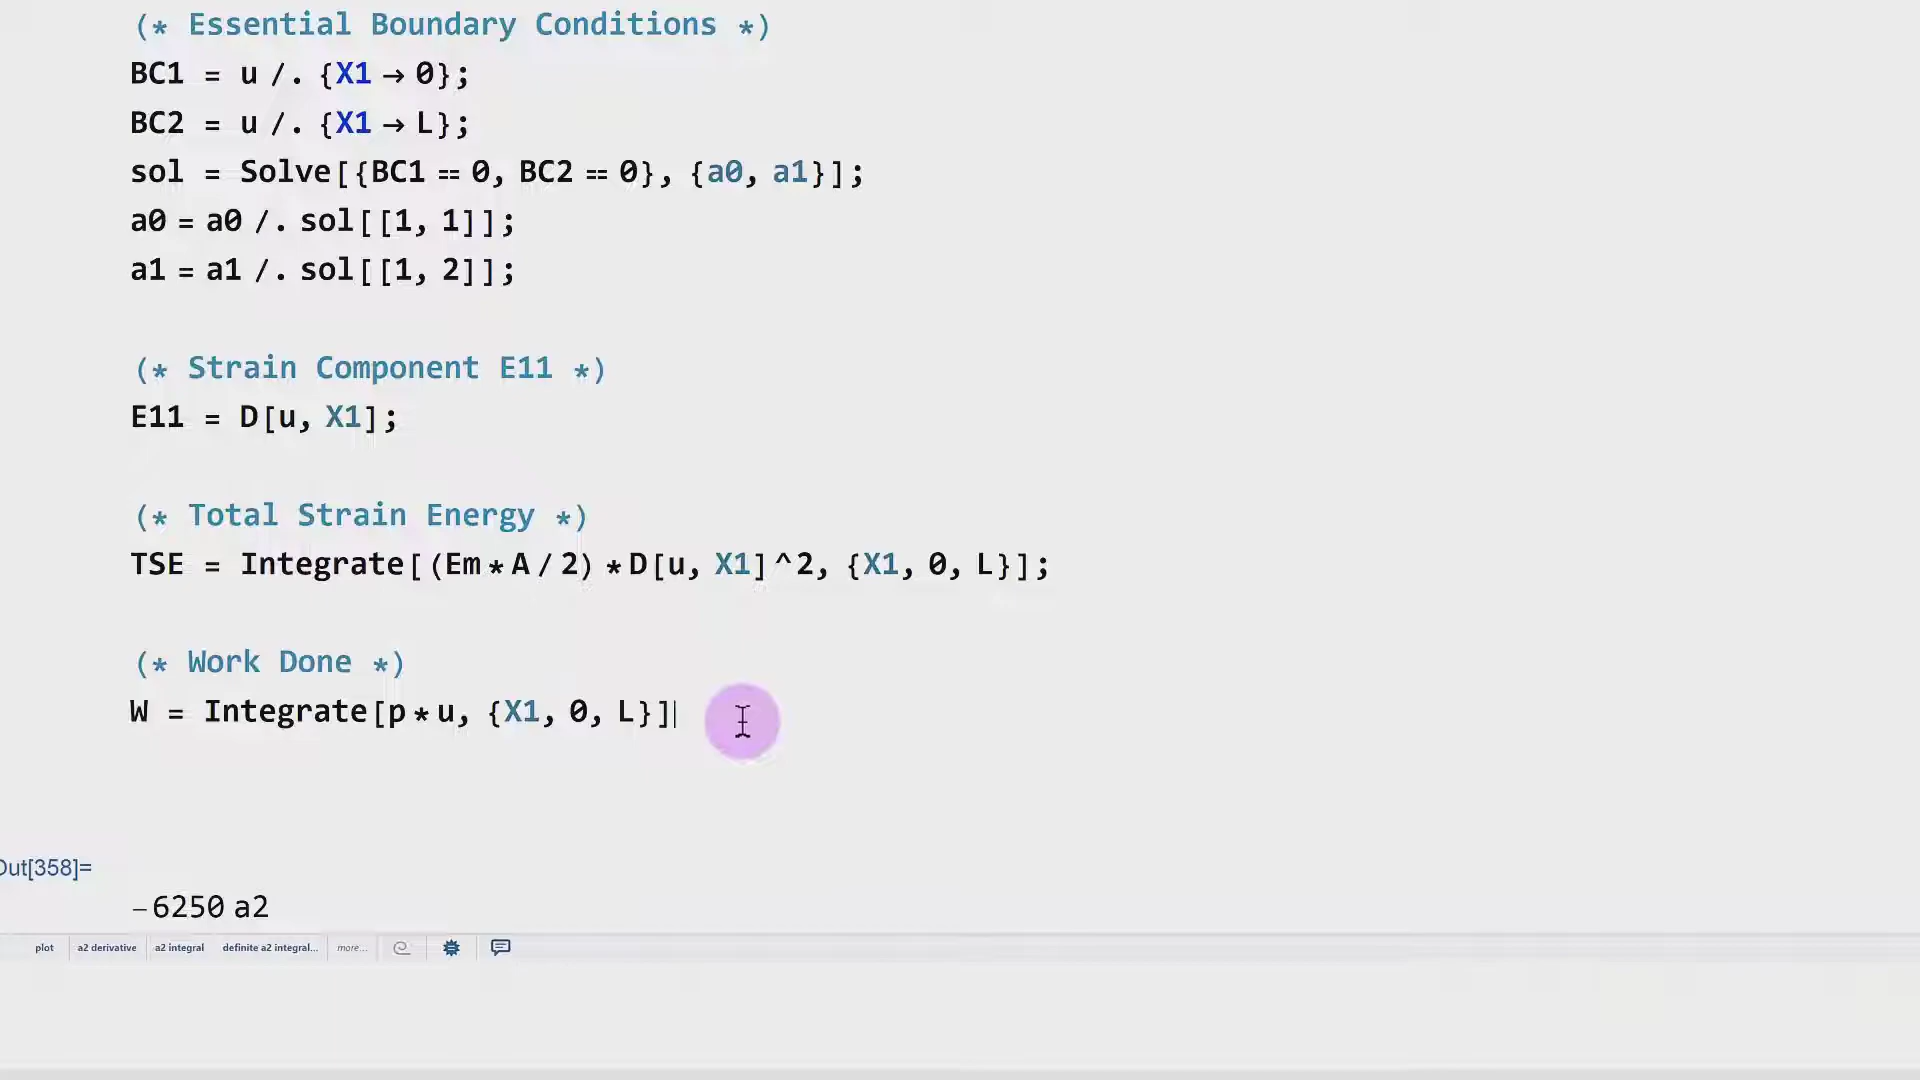 (* Essential Boundary Conditions *)
BC1 = u /. {X1 → 0};
BC2 = u /. {X1 → L};
sol = Solve[{BC1 == 0, BC2 == 0}, {a0, a1}];
a0 = a0 /. sol[[1, 1]];
a1 = a1 /. sol[[1, 2]];
(* Strain Component E11 *)
E11 = D[u, X1];
(* Total Strain Energy *)
TSE = Integrate[(Em * A / 2) * D[u, X1]^2, {X1, 0, L}];
(* Work Done *)
W = Integrate[p * u, {X1, 0, L}]
Out[358]=
-6250 a2
plot a2 derivative a2 integral definite a2 integral... more...